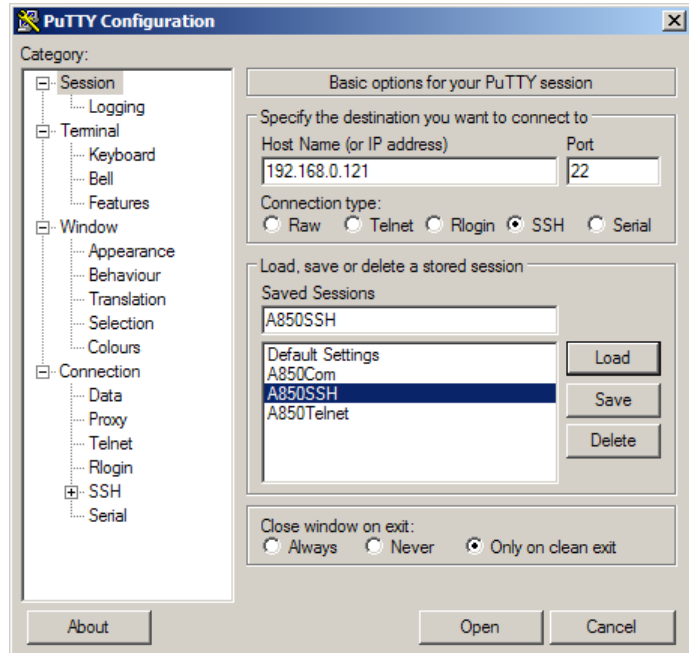 PuTTY Configuration
Category:
Session
Logging
Terminal
Keyboard
Bell
Features
Window
Appearance
Behaviour
Translation
Selection
Colours
Connection
Data
Proxy
Telnet
Rlogin
SSH
Serial
Basic options for your PuTTY session
Specify the destination you want to connect to
Host Name (or IP address) Port
192.168.0.121 22
Connection type:
Raw Telnet Rlogin SSH Serial
Load, save or delete a stored session
Saved Sessions
A850SSH
Default Settings
A850Com
A850SSH
A850Telnet
Load
Save
Delete
Close window on exit:
Always Never Only on clean exit
About Open Cancel